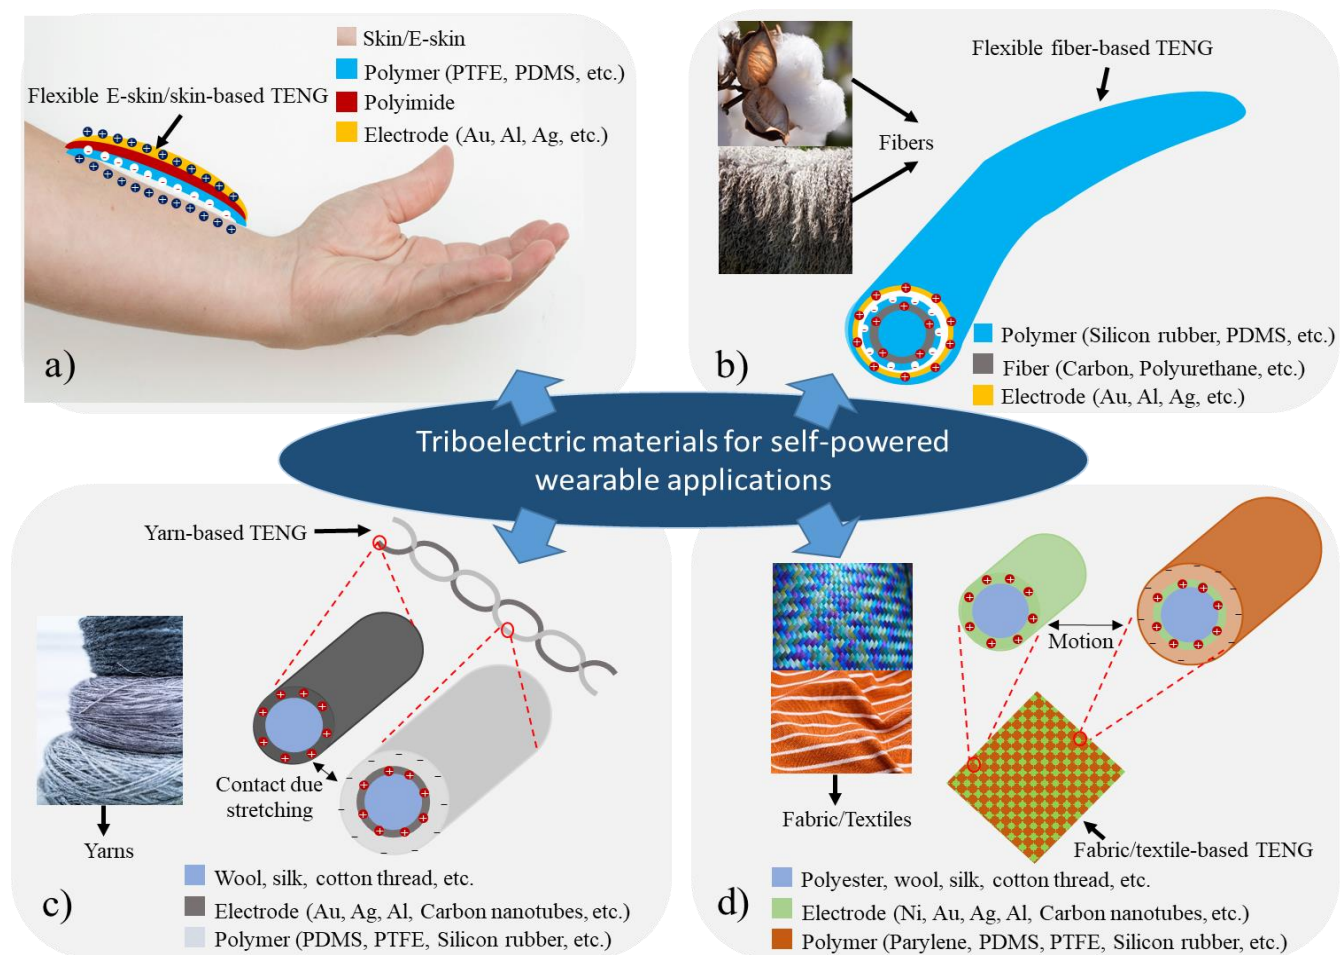 Skin/E-skin
Polymer (PTFE, PDMS, etc.)
Polyimide
Electrode (Au, Al, Ag, etc.)
Flexible E-skin/skin-based TENG
a)
Flexible fiber-based TENG
Fibers
Polymer (Silicon rubber, PDMS, etc.)
Fiber (Carbon, Polyurethane, etc.)
Electrode (Au, Al, Ag, etc.)
b)
Triboelectric materials for self-powered
wearable applications
Yarn-based TENG
Contact due
stretching
Yarns
Wool, silk, cotton thread, etc.
Electrode (Au, Ag, Al, Carbon nanotubes, etc.)
Polymer (PDMS, PTFE, Silicon rubber, etc.)
c)
Motion
Fabric/Textiles
Fabric/textile-based TENG
Polyester, wool, silk, cotton thread, etc.
Electrode (Ni, Au, Ag, Al, Carbon nanotubes, etc.)
Polymer (Parylene, PDMS, PTFE, Silicon rubber, etc.)
d)